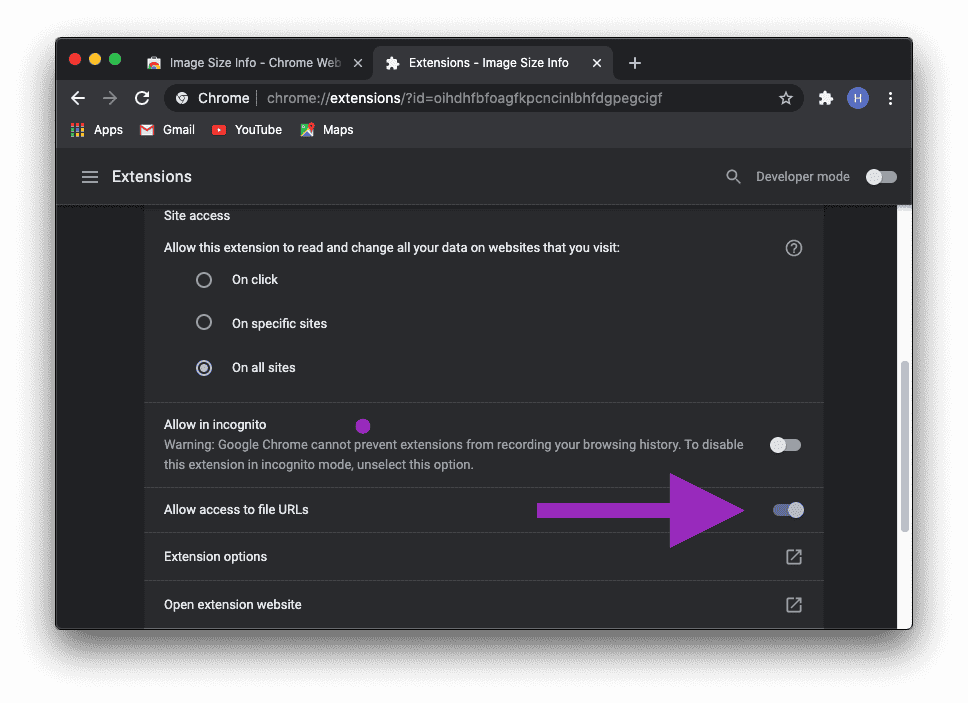 Image Size Info - Chrome Web
Extensions - Image Size Info
Chrome
chrome://extensions/?id=oihdhfbfoagfkpcncinlbhfdgpegcigf
H
Apps
Gmail
YouTube
Maps
Extensions
Developer mode
Site access
Allow this extension to read and change all your data on websites that you visit:
On click
On specific sites
On all sites
Allow in incognito
Warning: Google Chrome cannot prevent extensions from recording your browsing history. To disable
this extension in incognito mode, unselect this option.
Allow access to file URLs
Extension options
Open extension website